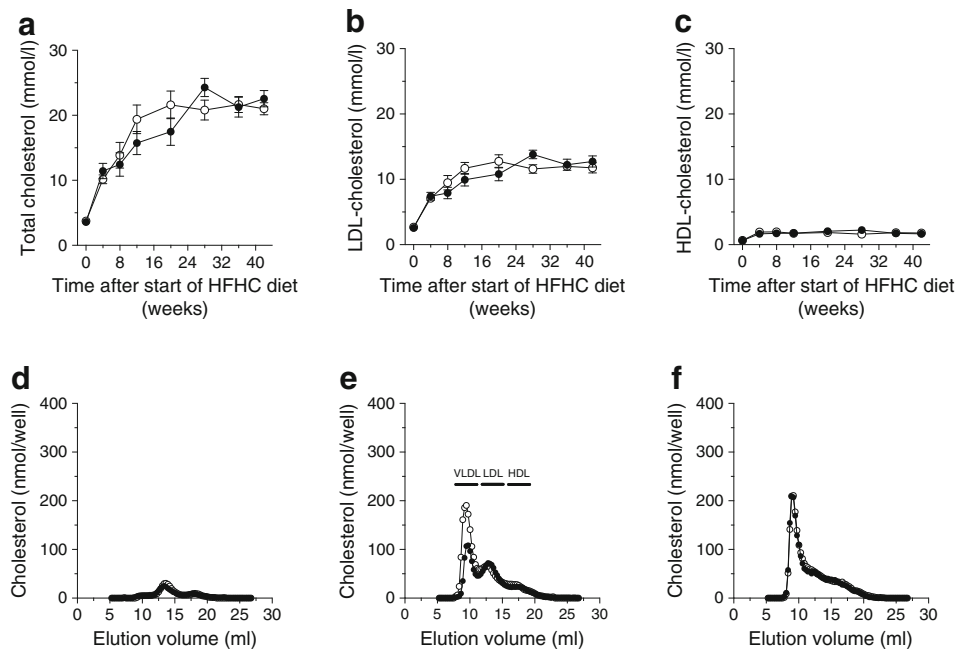 a
Total cholesterol (mmol/l)
30
20
10
0
0 8 16 24 32 40
Time after start of HFHC diet
(weeks)
b
LDL-cholesterol (mmol/l)
30
20
10
0
0 8 16 24 32 40
Time after start of HFHC diet
(weeks)
c
HDL-cholesterol (mmol/l)
30
20
10
0
0 8 16 24 32 40
Time after start of HFHC diet
(weeks)
d
Cholesterol (nmol/well)
400
300
200
100
0
0 5 10 15 20 25 30
Elution volume (ml)
e
Cholesterol (nmol/well)
400
300
200
100
0
VLDL LDL HDL
0 5 10 15 20 25 30
Elution volume (ml)
f
Cholesterol (nmol/well)
400
300
200
100
0
0 5 10 15 20 25 30
Elution volume (ml)